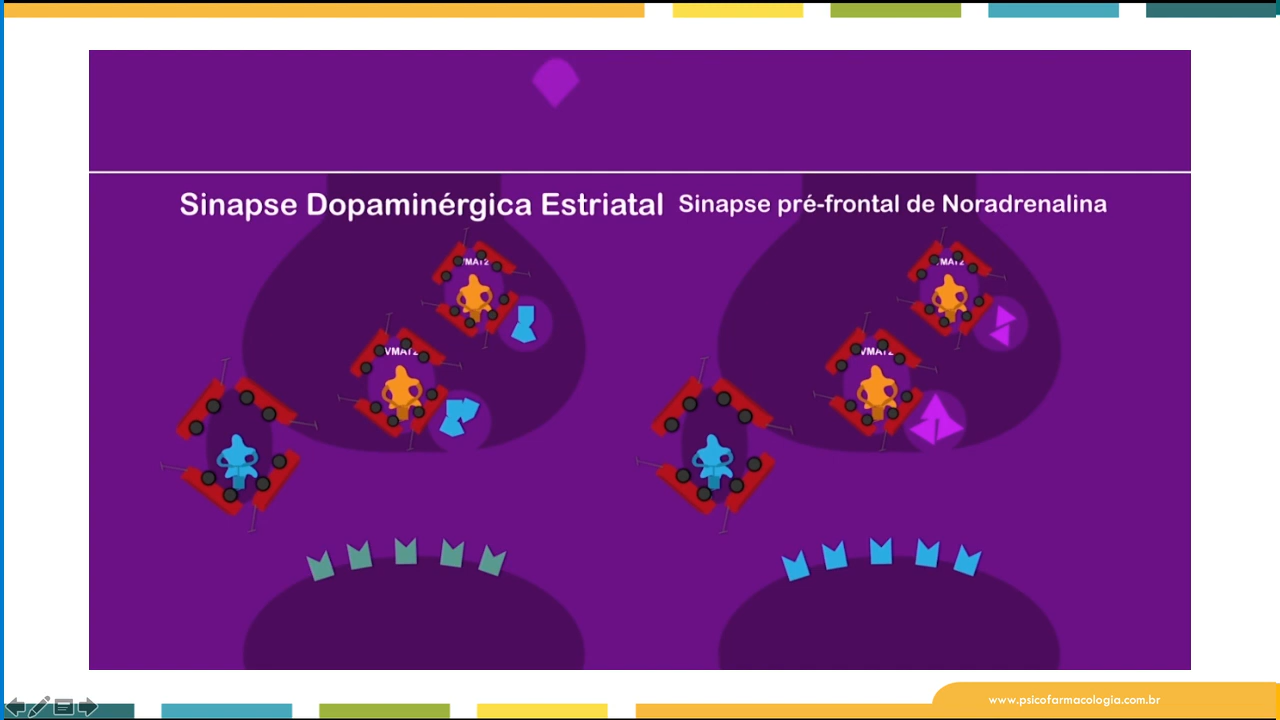 Sinapse Dopaminérgica Estriatal
Sinapse pré-frontal de Noradrenalina
VMAT2
VMAT2
VMAT2
VMAT2
www.psicofarmacologia.com.br